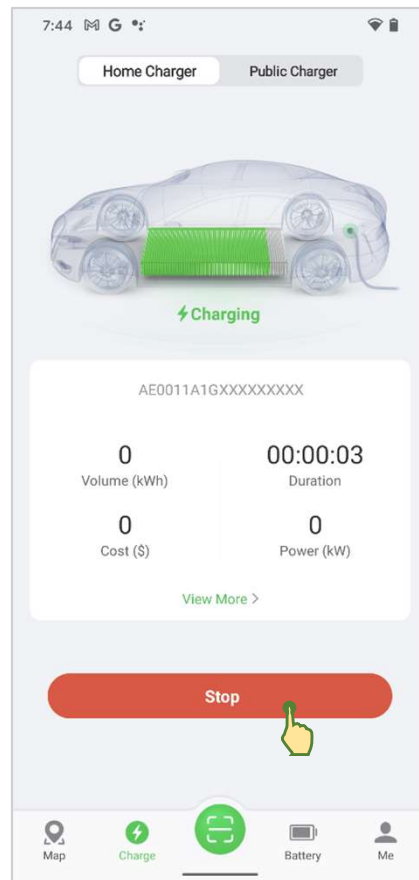 7:44 M G
Home Charger Public Charger
Charging
AE0011A1GXXXXXXXXX
0 00:00:03
Volume (kWh) Duration
0 0
Cost ($) Power (kW)
View More >
Stop
Map Charge Battery Me